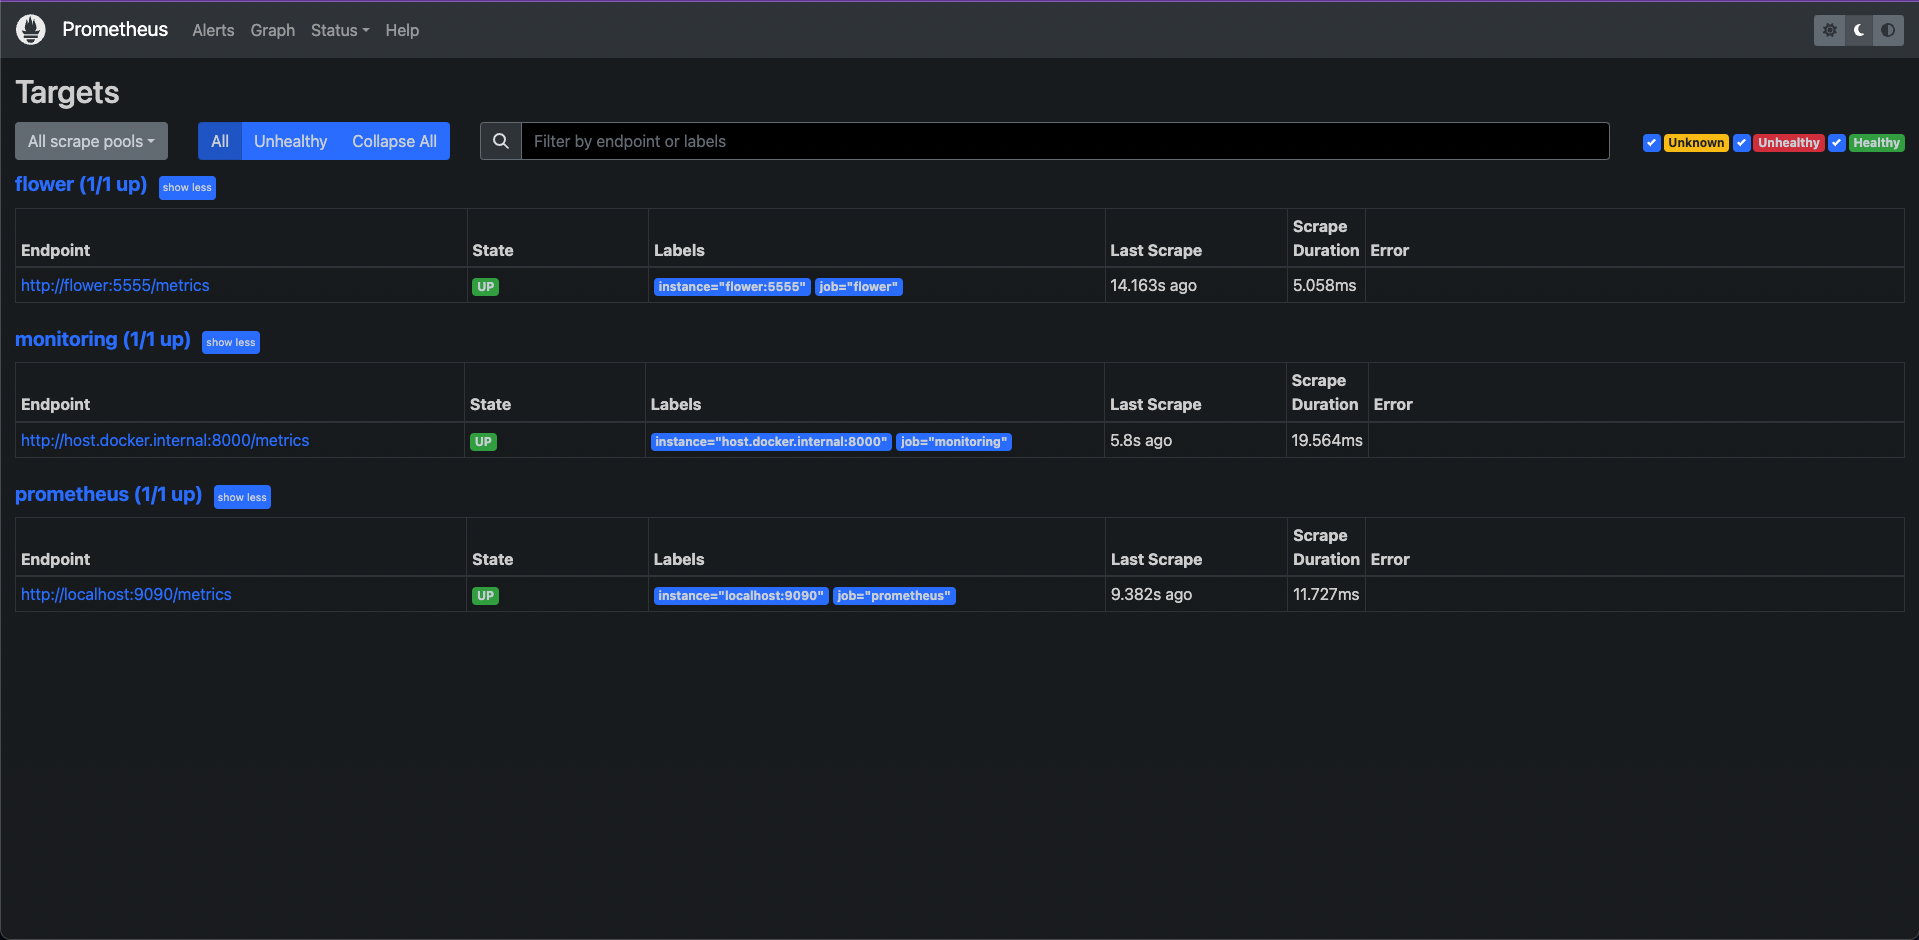 Prometheus Alerts Graph Status Help
Targets
All scrape pools All Unhealthy Collapse All Filter by endpoint or labels Unknown Unhealthy Healthy
flower (1/1 up) show less
Endpoint State Labels Last Scrape Scrape Duration Error
http://flower:5555/metrics UP instance="flower:5555" job="flower" 14.163s ago 5.058ms
monitoring (1/1 up) show less
Endpoint State Labels Last Scrape Scrape Duration Error
http://host.docker.internal:8000/metrics UP instance="host.docker.internal:8000" job="monitoring" 5.8s ago 19.564ms
prometheus (1/1 up) show less
Endpoint State Labels Last Scrape Scrape Duration Error
http://localhost:9090/metrics UP instance="localhost:9090" job="prometheus" 9.382s ago 11.727ms